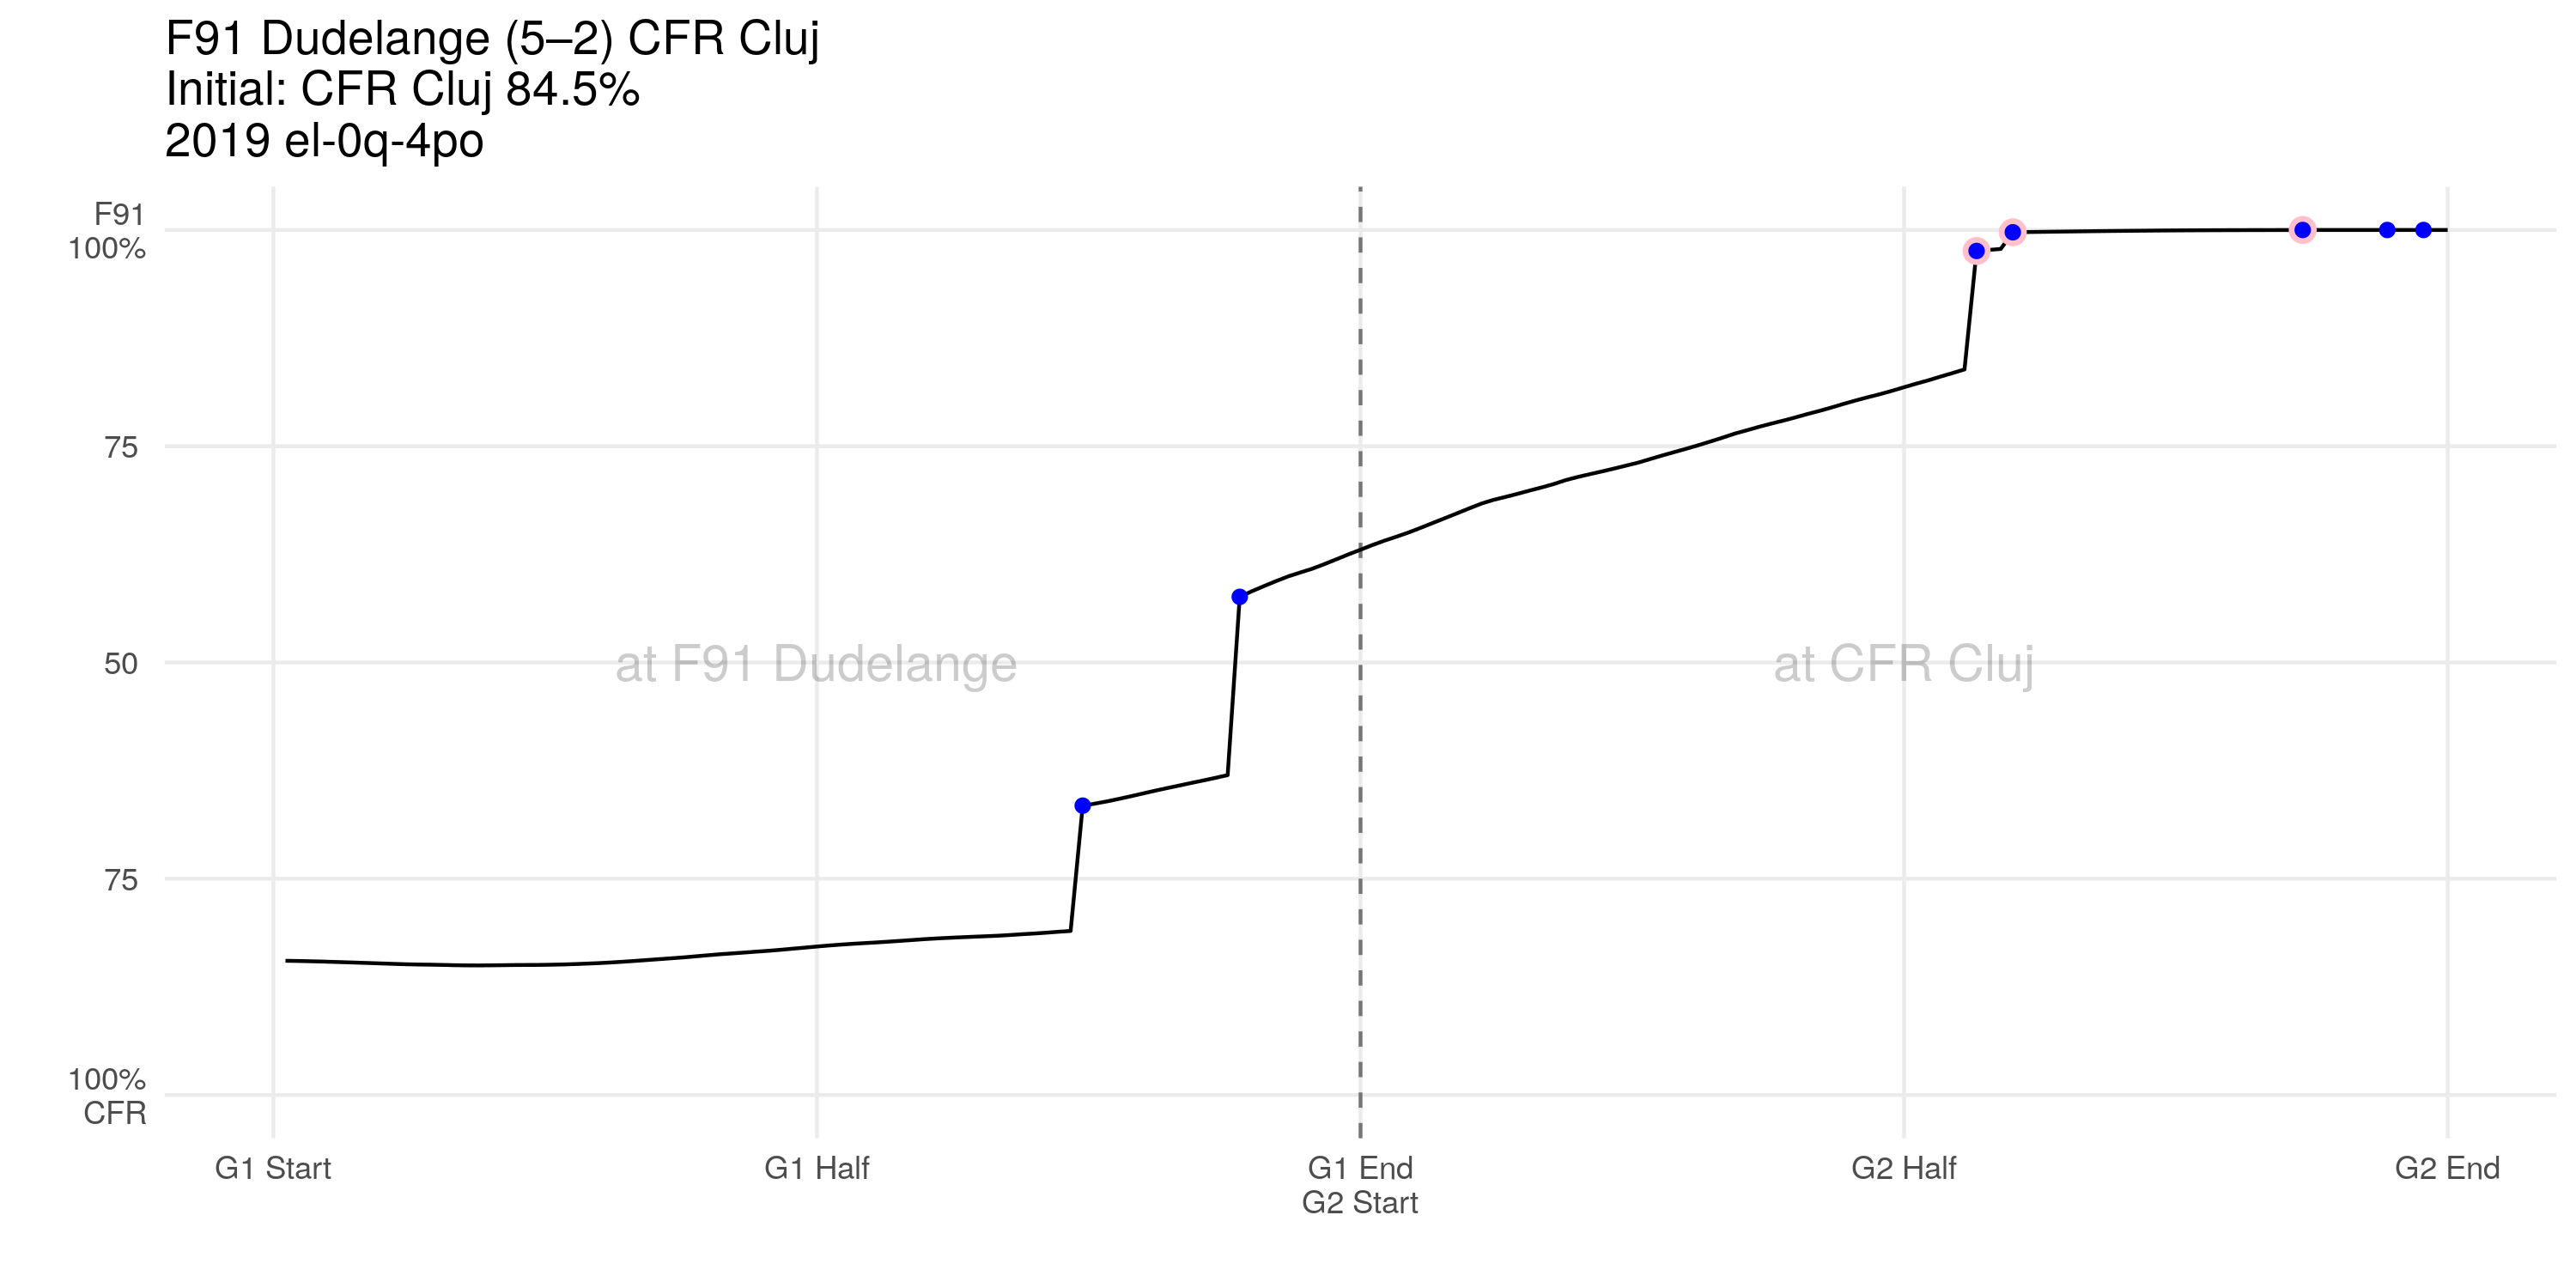 F91 Dudelange (5–2) CFR Cluj
Initial: CFR Cluj 84.5%
2019 el-0q-4po
F91
100%
75
50
75
100%
CFR
at F91 Dudelange
at CFR Cluj
G1 Start
G1 Half
G1 End
G2 Start
G2 Half
G2 End